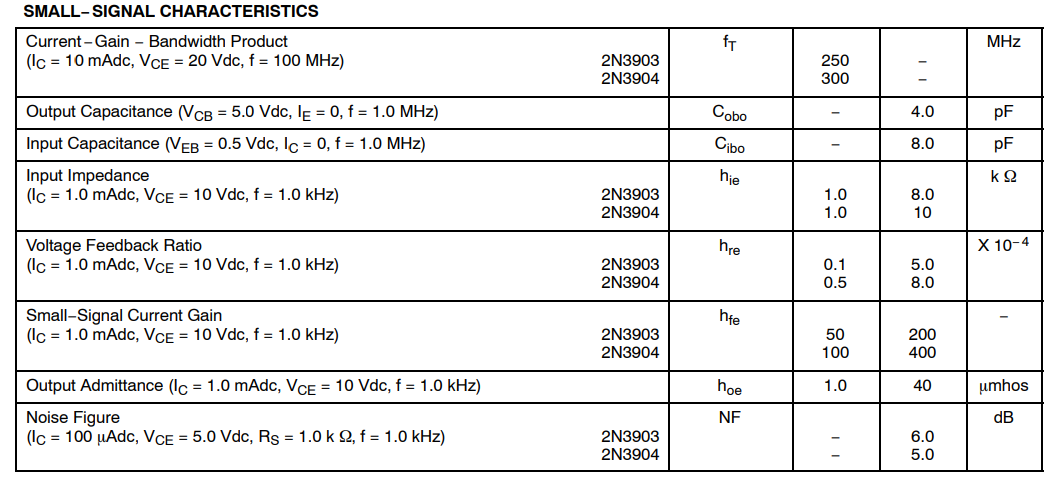 SMALL-SIGNAL CHARACTERISTICS
Current-Gain - Bandwidth Product fT MHz
(IC = 10 mAdc, VCE = 20 Vdc, f = 100 MHz) 2N3903 250 –
2N3904 300 –
Output Capacitance (VCB = 5.0 Vdc, IE = 0, f = 1.0 MHz) Cobo – 4.0 pF
Input Capacitance (VEB = 0.5 Vdc, IC = 0, f = 1.0 MHz) Cibo – 8.0 pF
Input Impedance hie k Ω
(IC = 1.0 mAdc, VCE = 10 Vdc, f = 1.0 kHz) 2N3903 1.0 8.0
2N3904 1.0 10
Voltage Feedback Ratio hre X 10-4
(IC = 1.0 mAdc, VCE = 10 Vdc, f = 1.0 kHz) 2N3903 0.1 5.0
2N3904 0.5 8.0
Small-Signal Current Gain hfe –
(IC = 1.0 mAdc, VCE = 10 Vdc, f = 1.0 kHz) 2N3903 50 200
2N3904 100 400
Output Admittance (IC = 1.0 mAdc, VCE = 10 Vdc, f = 1.0 kHz) hoe 1.0 40 μmhos
Noise Figure NF dB
(IC = 100 μAdc, VCE = 5.0 Vdc, RS = 1.0 k Ω, f = 1.0 kHz) 2N3903 – 6.0
2N3904 – 5.0